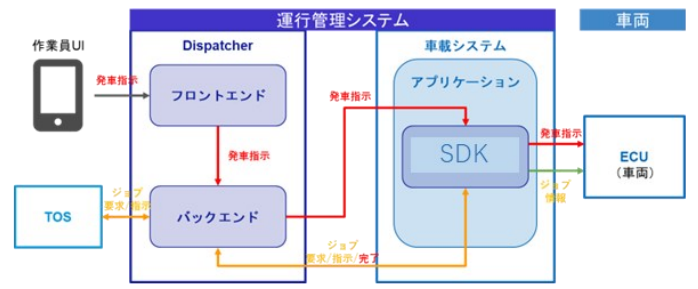 運行管理システム
車両
作業員UI
Dispatcher
車載システム
発車指示
フロントエンド
アプリケーション
発車指示
発車指示
SDK
発車指示
ECU
(車両)
発車指示
ジョブ
要求/指示
TOS
バックエンド
ジョブ
情報
ジョブ
要求/指示/完了